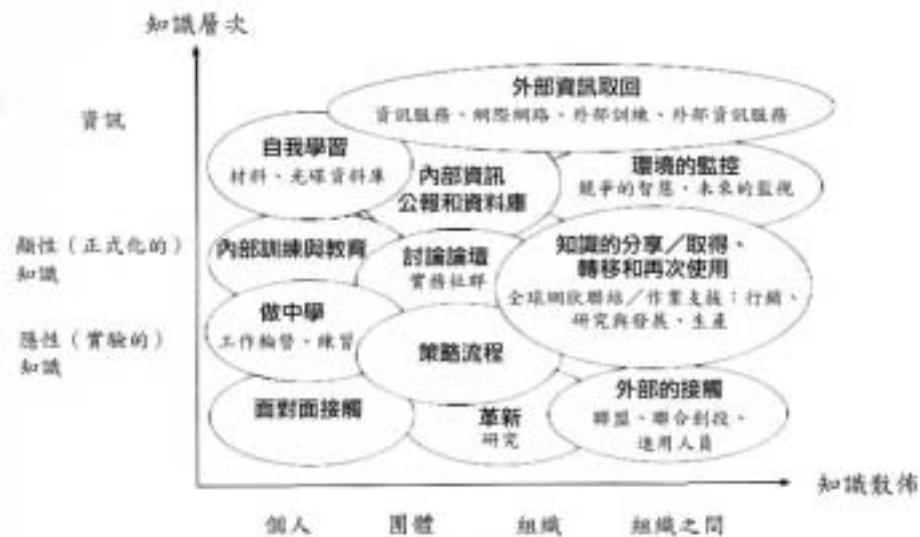 知識層次
外部資訊取回
資訊服務、網際網路、外部訓練、外部資訊服務
資訊
自我學習
材料、光碟資料庫
內部資訊
公報和資料庫
環境的監控
競爭的智慧、未來的監視
顯性（正式化的）
知識
內部訓練與教育
討論論壇
實務社群
知識的分享／取得、
轉移和再次使用
全球網狀聯結／作業支援：行銷、
研究與發展、生產
隱性（實驗的）
知識
做中學
工作輪替、練習
策略流程
面對面接觸
革新
研究
外部的接觸
聯盟、聯合創投、
進用人員
知識散佈
個人
團體
組織
組織之間